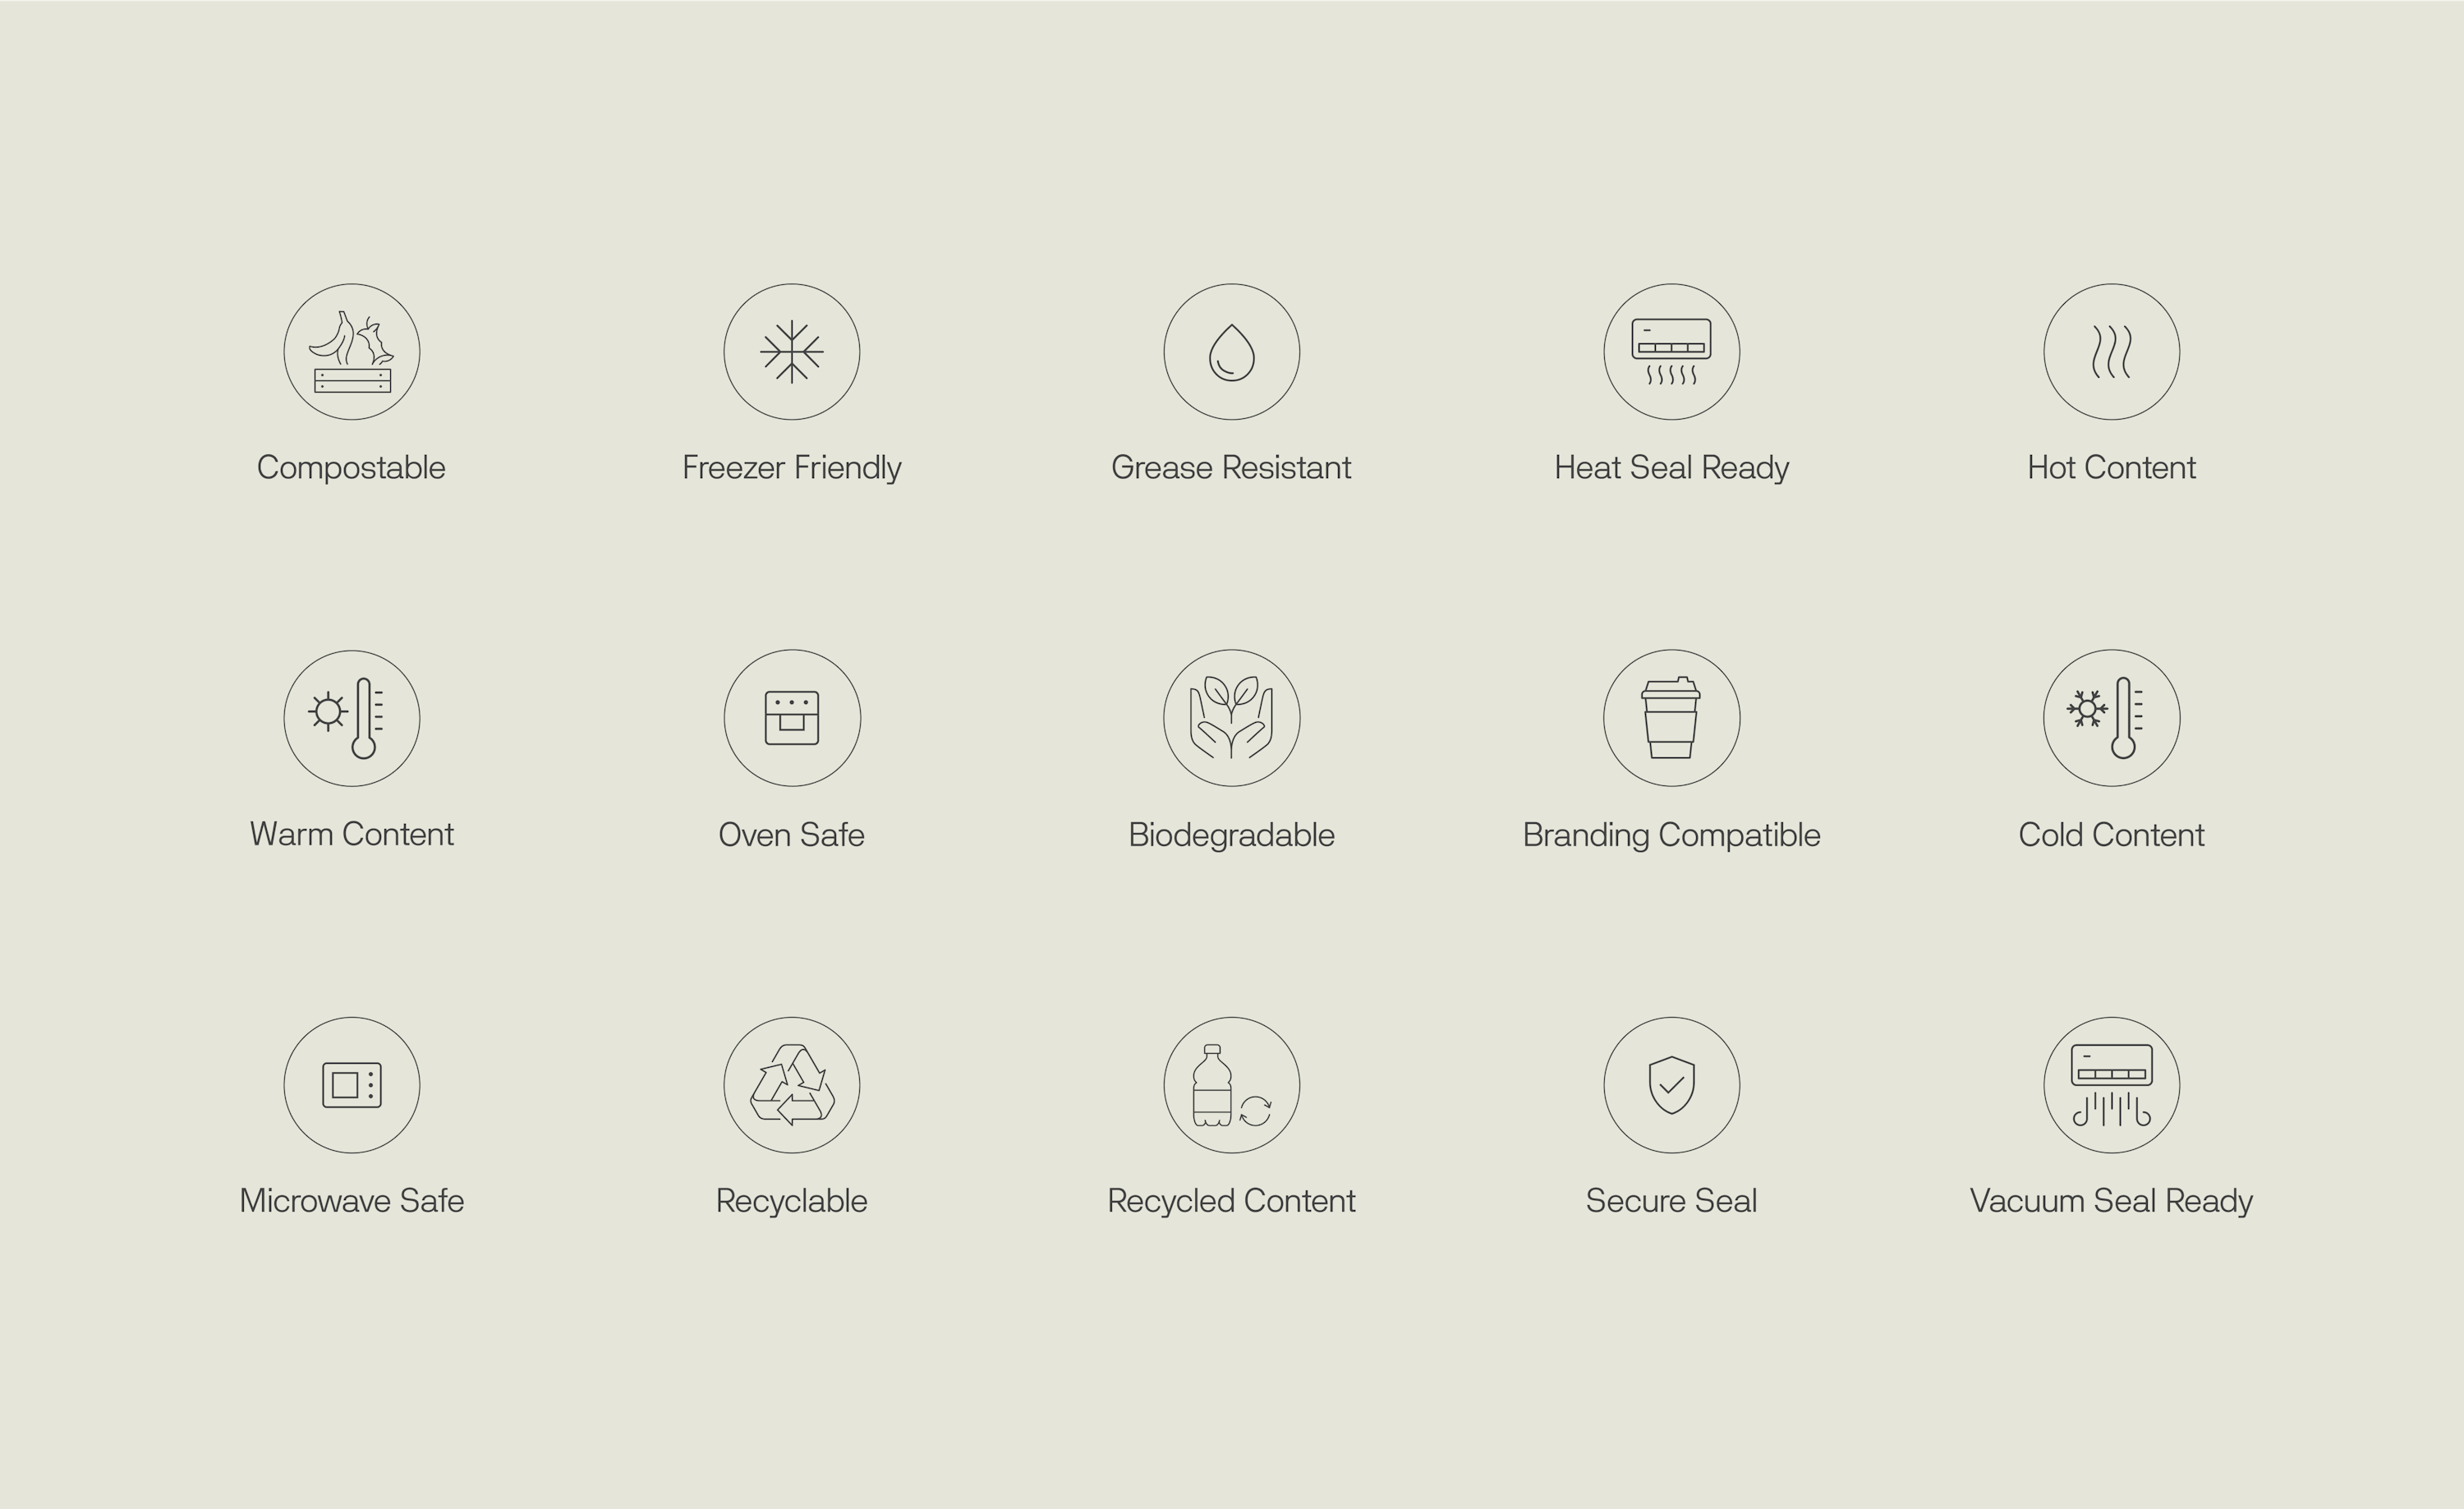 Compostable
Freezer Friendly
Grease Resistant
Heat Seal Ready
Hot Content
Warm Content
Oven Safe
Biodegradable
Branding Compatible
Cold Content
Microwave Safe
Recyclable
Recycled Content
Secure Seal
Vacuum Seal Ready